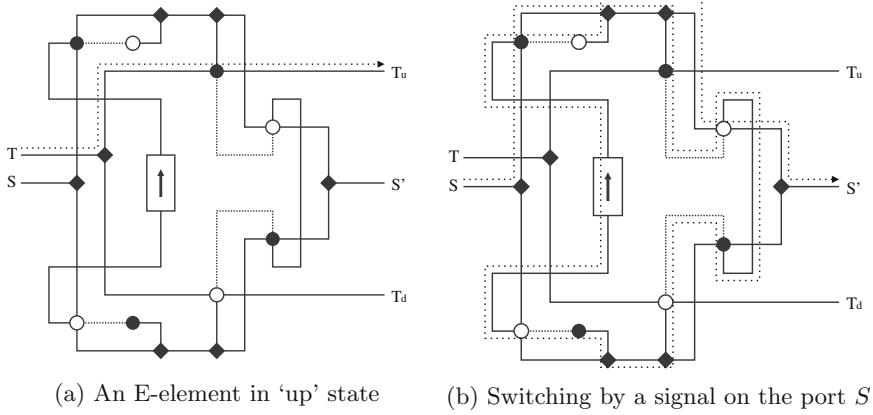 Tu
Tu
T
T
S
S'
S
S'
Td
Td
(a) An E-element in ‘up’ state
(b) Switching by a signal on the port S